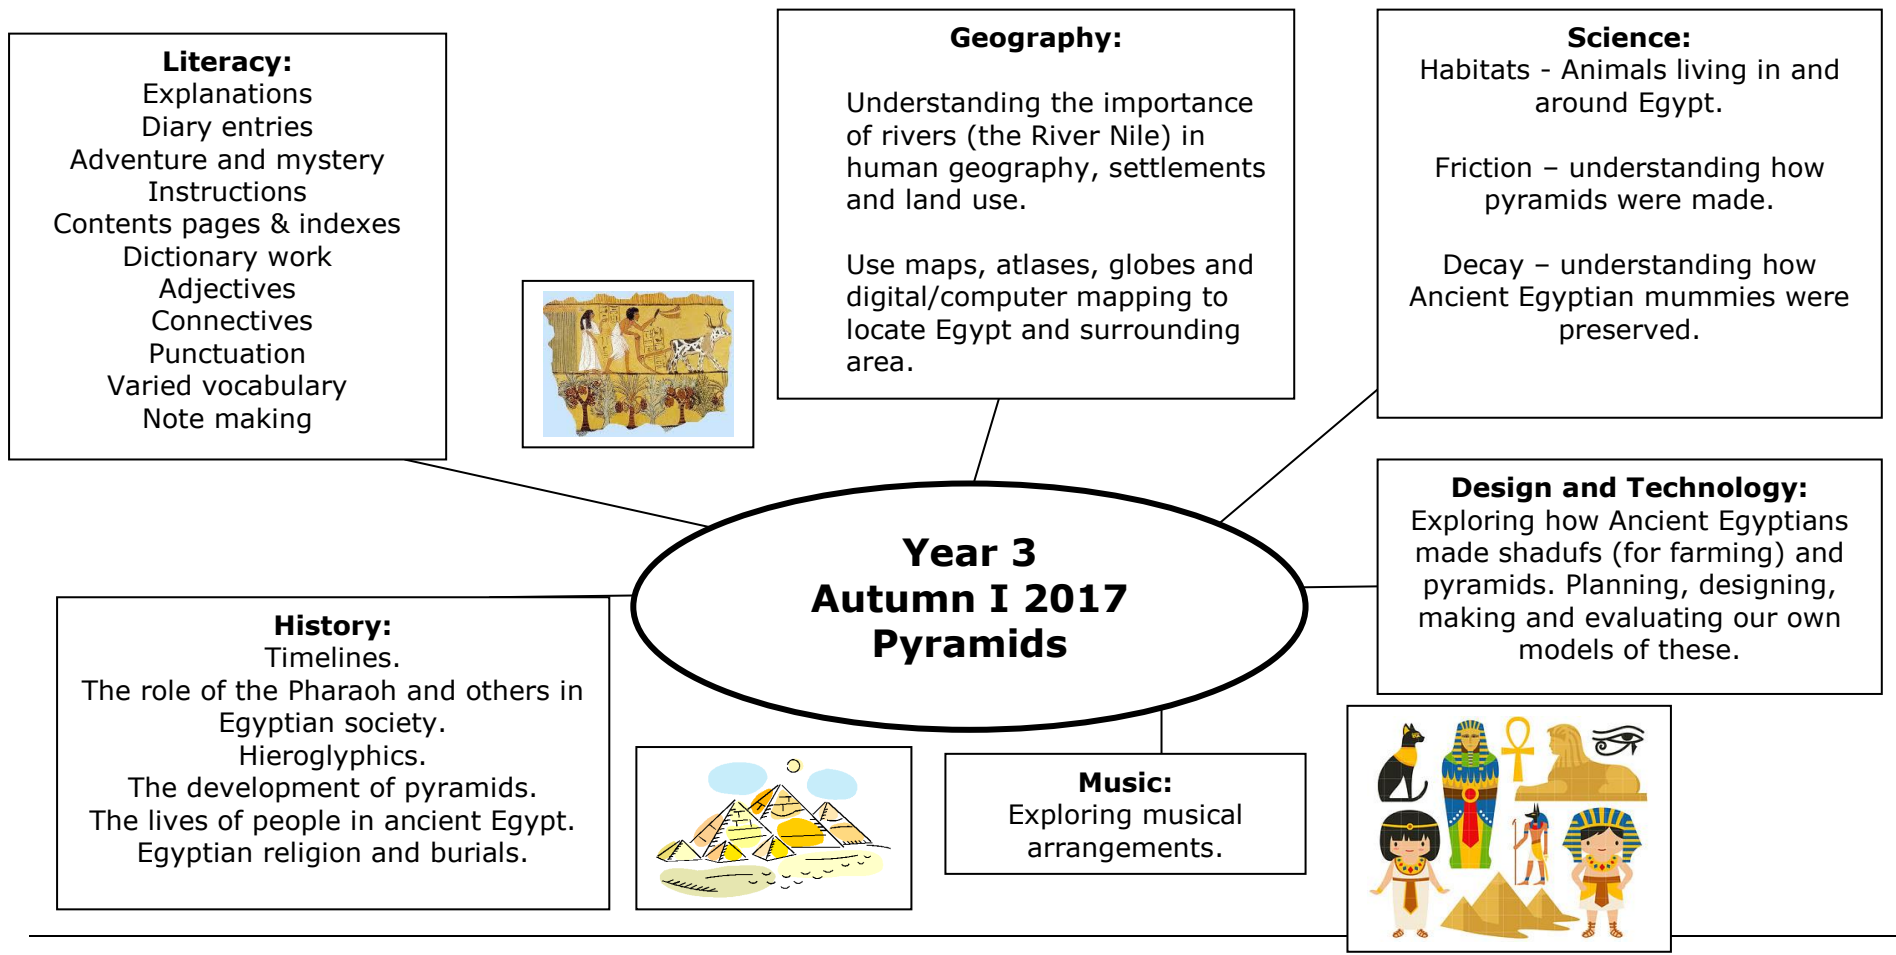 Literacy:
Explanations
Diary entries
Adventure and mystery
Instructions
Contents pages & indexes
Dictionary work
Adjectives
Connectives
Punctuation
Varied vocabulary
Note making
Geography:
Understanding the importance
of rivers (the River Nile) in
human geography, settlements
and land use.
Use maps, atlases, globes and
digital/computer mapping to
locate Egypt and surrounding
area.
Science:
Habitats - Animals living in and
around Egypt.
Friction – understanding how
pyramids were made.
Decay – understanding how
Ancient Egyptian mummies were
preserved.
Year 3
Autumn I 2017
Pyramids
Design and Technology:
Exploring how Ancient Egyptians
made shadufs (for farming) and
pyramids. Planning, designing,
making and evaluating our own
models of these.
History:
Timelines.
The role of the Pharaoh and others in
Egyptian society.
Hieroglyphics.
The development of pyramids.
The lives of people in ancient Egypt.
Egyptian religion and burials.
Music:
Exploring musical
arrangements.